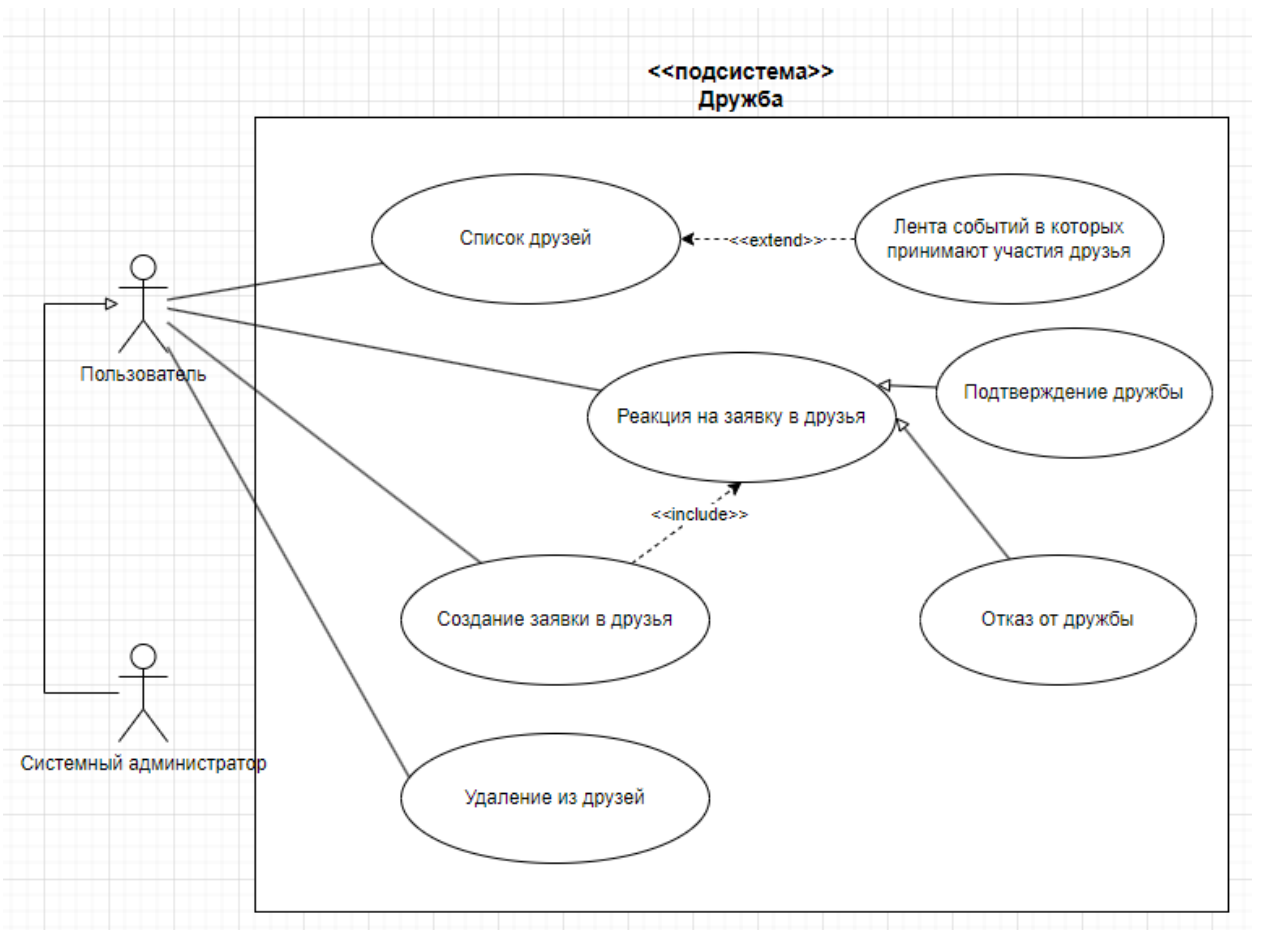 <<подсистема>>
Дружба
Список друзей
<<extend>>
Лента событий в которых
принимают участия друзья
Пользователь
Реакция на заявку в друзья
Подтверждение дружбы
<<include>>
Создание заявки в друзья
Отказ от дружбы
Системный администратор
Удаление из друзей